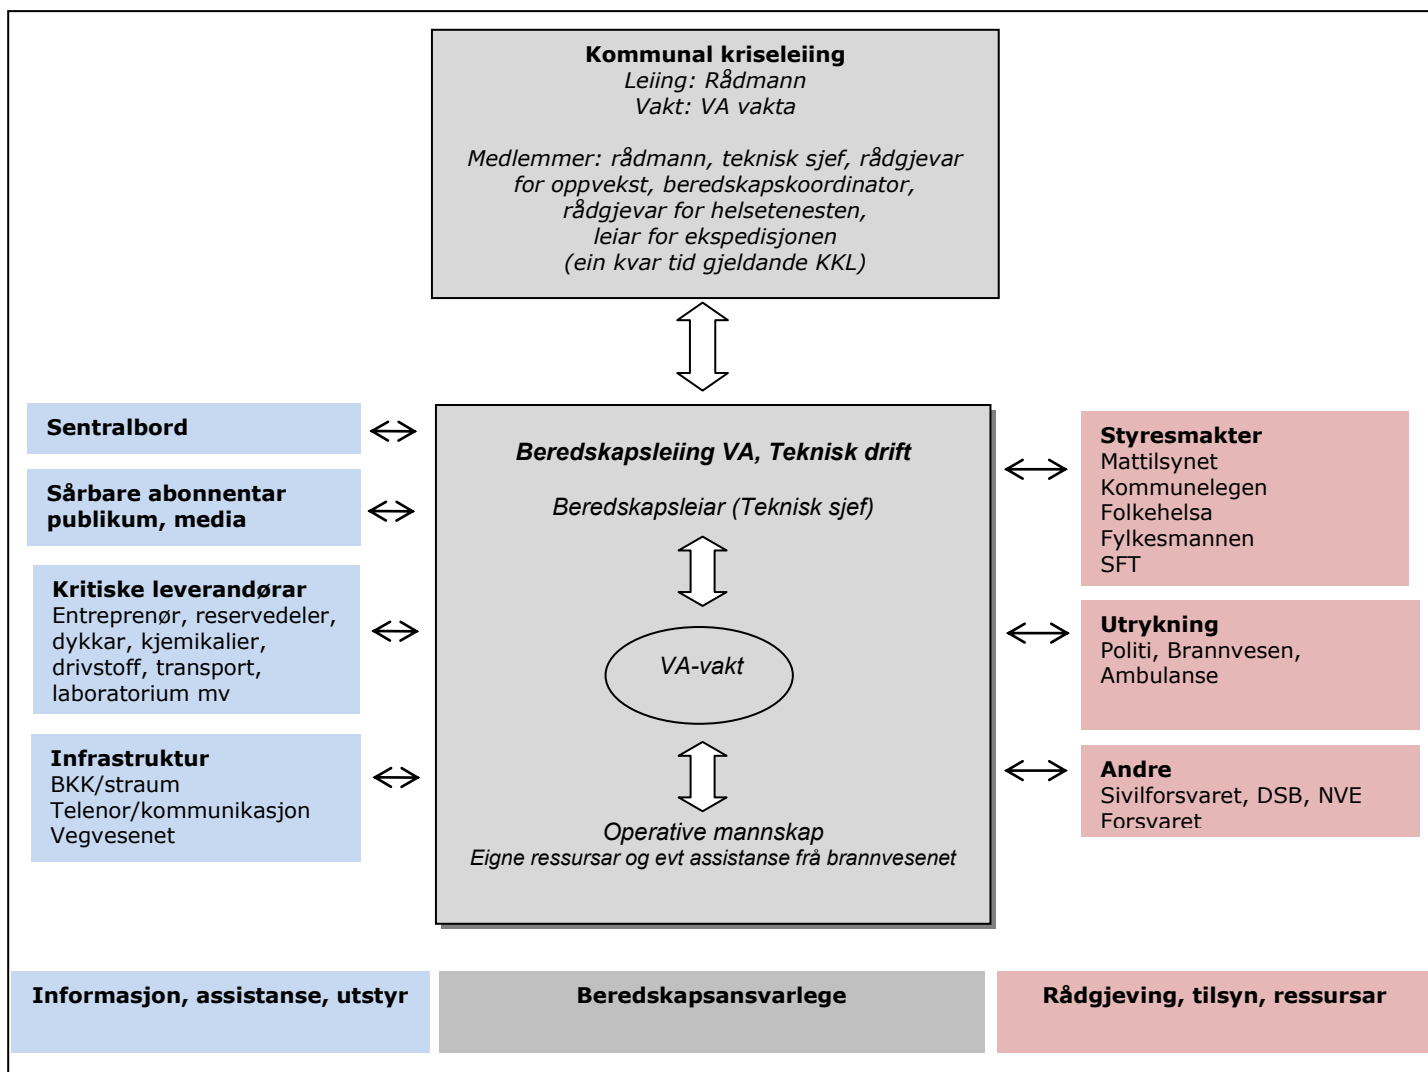 Kommunal kriseleiing
Leiing: Rådmann
Vakt: VA vakta
Medlemmer: rådmann, teknisk sjef, rådgjevar
for oppvekst, beredskapskoordinator,
rådgjevar for helsetenesten,
leiar for ekspedisjonen
(ein kvar tid gjeldande KKL)
Sentralbord
Sårbare abonnentar
publikum, media
Kritiske leverandørar
Entreprenør, reservedeler,
dykkar, kjemikalier,
drivstoff, transport,
laboratorium mv
Infrastruktur
BKK/straum
Telenor/kommunikasjon
Vegvesenet
Beredskapsleiing VA, Teknisk drift
Beredskapsleiar (Teknisk sjef)
VA-vakt
Operative mannskap
Eigne ressursar og evt assistanse frå brannvesenet
Styresmakter
Mattilsynet
Kommunelegen
Folkehelsa
Fylkesmannen
SFT
Utrykning
Politi, Brannvesen,
Ambulanse
Andre
Sivilforsvaret, DSB, NVE
Forsvaret
Informasjon, assistanse, utstyr
Beredskapsansvarlege
Rådgjeving, tilsyn, ressursar